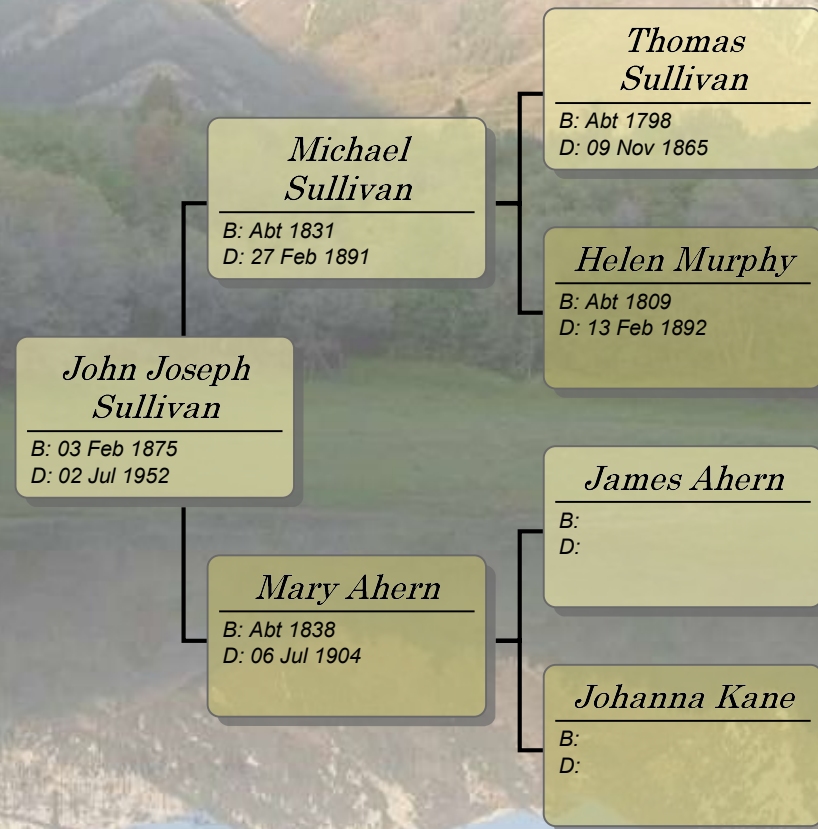 Thomas
Sullivan
B: Abt 1798
D: 09 Nov 1865
Michael
Sullivan
B: Abt 1831
D: 27 Feb 1891
Helen Murphy
B: Abt 1809
D: 13 Feb 1892
John Joseph
Sullivan
B: 03 Feb 1875
D: 02 Jul 1952
James Ahern
B:
D:
Mary Ahern
B: Abt 1838
D: 06 Jul 1904
Johanna Kane
B:
D: